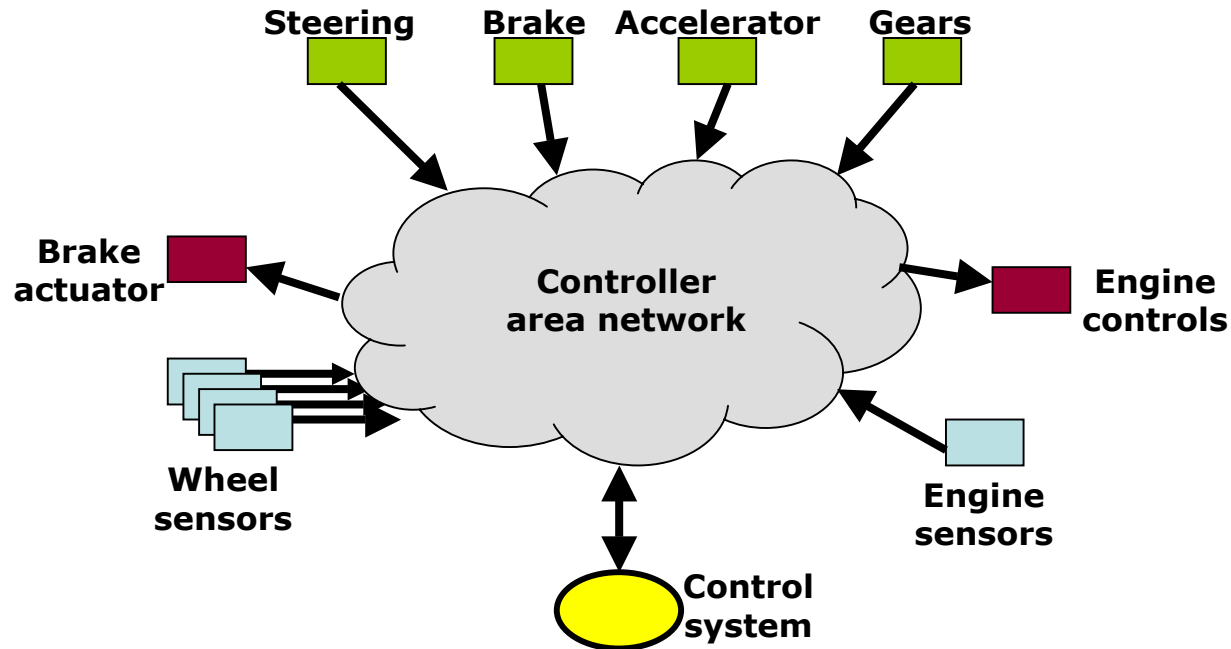 Steering
Brake
Accelerator
Gears
Brake
actuator
Controller
area network
Engine
controls
Wheel
sensors
Engine
sensors
Control
system